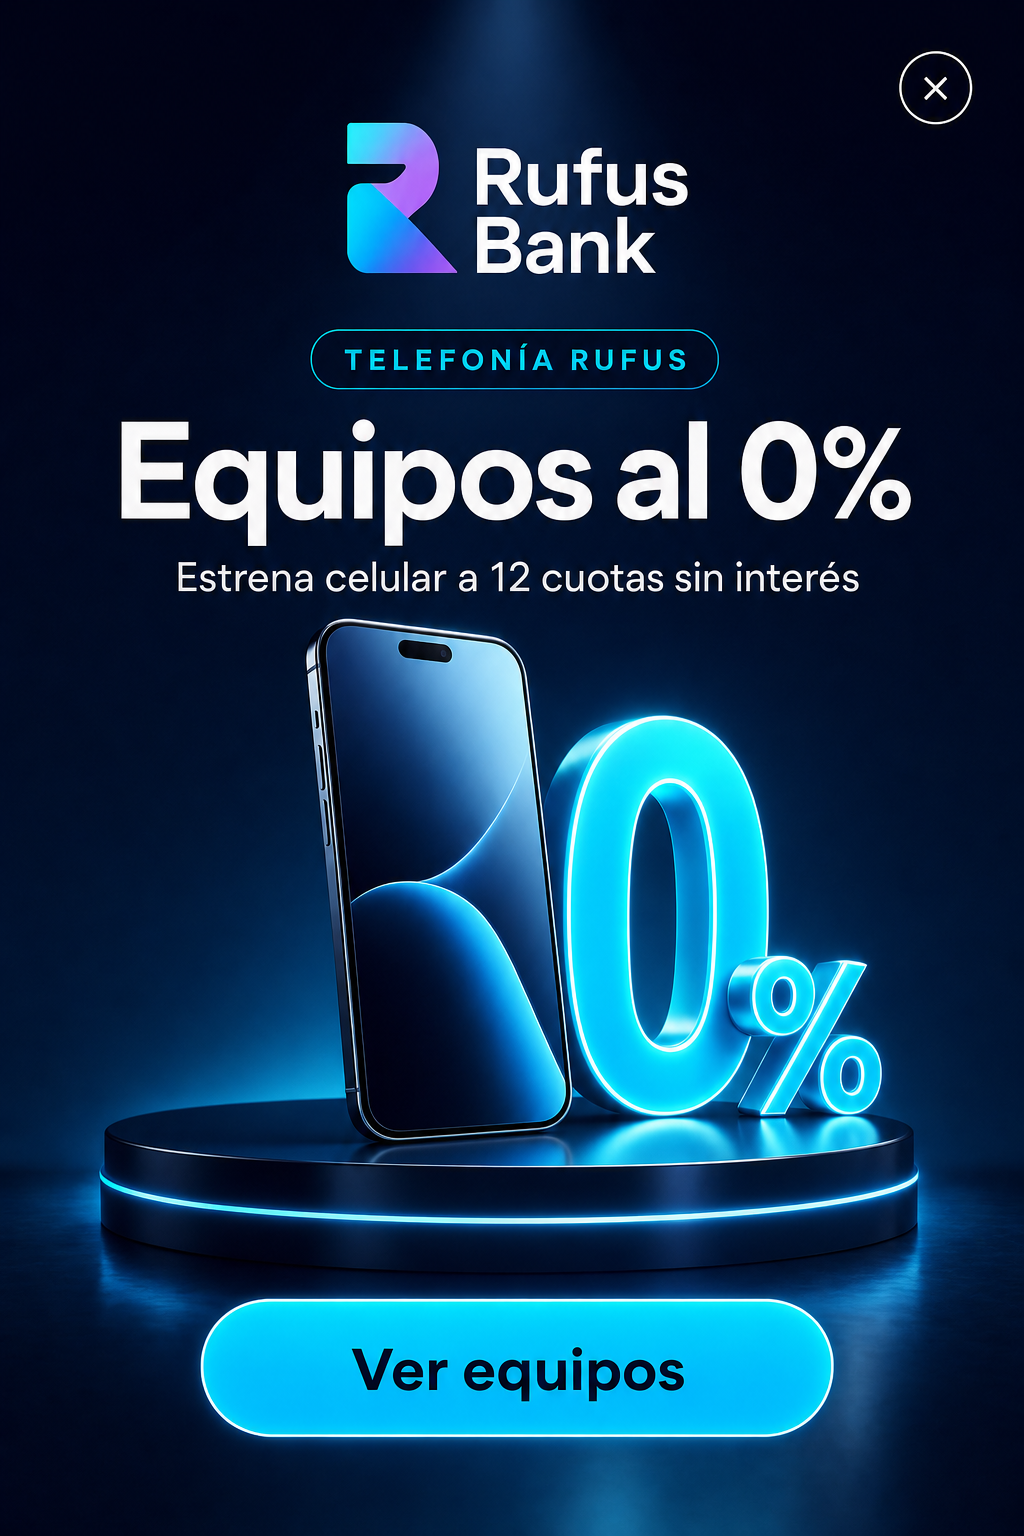 Rufus
Bank
TELEFONÍA RUFUS
Equipos al 0%
Estrena celular a 12 cuotas sin interés
0%
Ver equipos